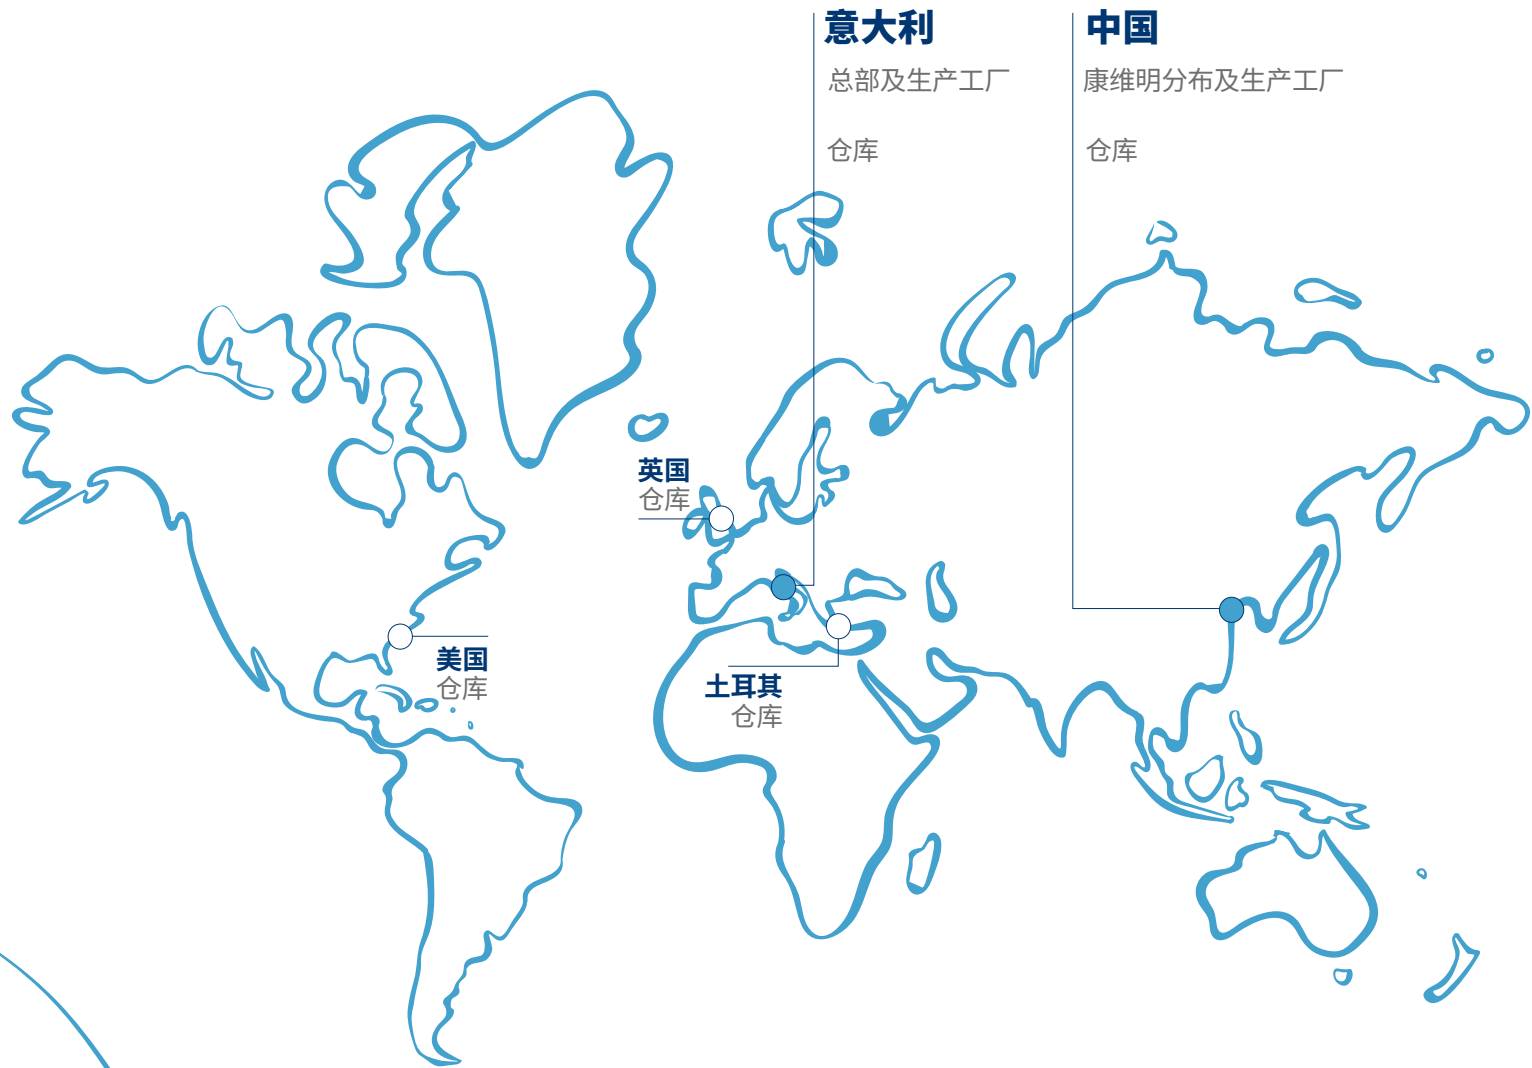 意大利
总部及生产工厂
仓库
中国
康维明分布及生产工厂
仓库
英国
仓库
美国
仓库
土耳其
仓库